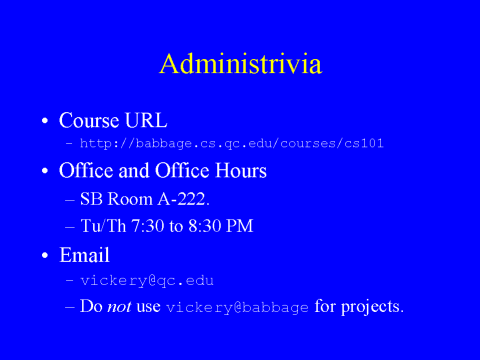 Administrivia
• Course URL
– http://babbage.cs.qc.edu/courses/cs101
• Office and Office Hours
– SB Room A-222.
– Tu/Th 7:30 to 8:30 PM
• Email
– vickery@qc.edu
– Do not use vickery@babbage for projects.